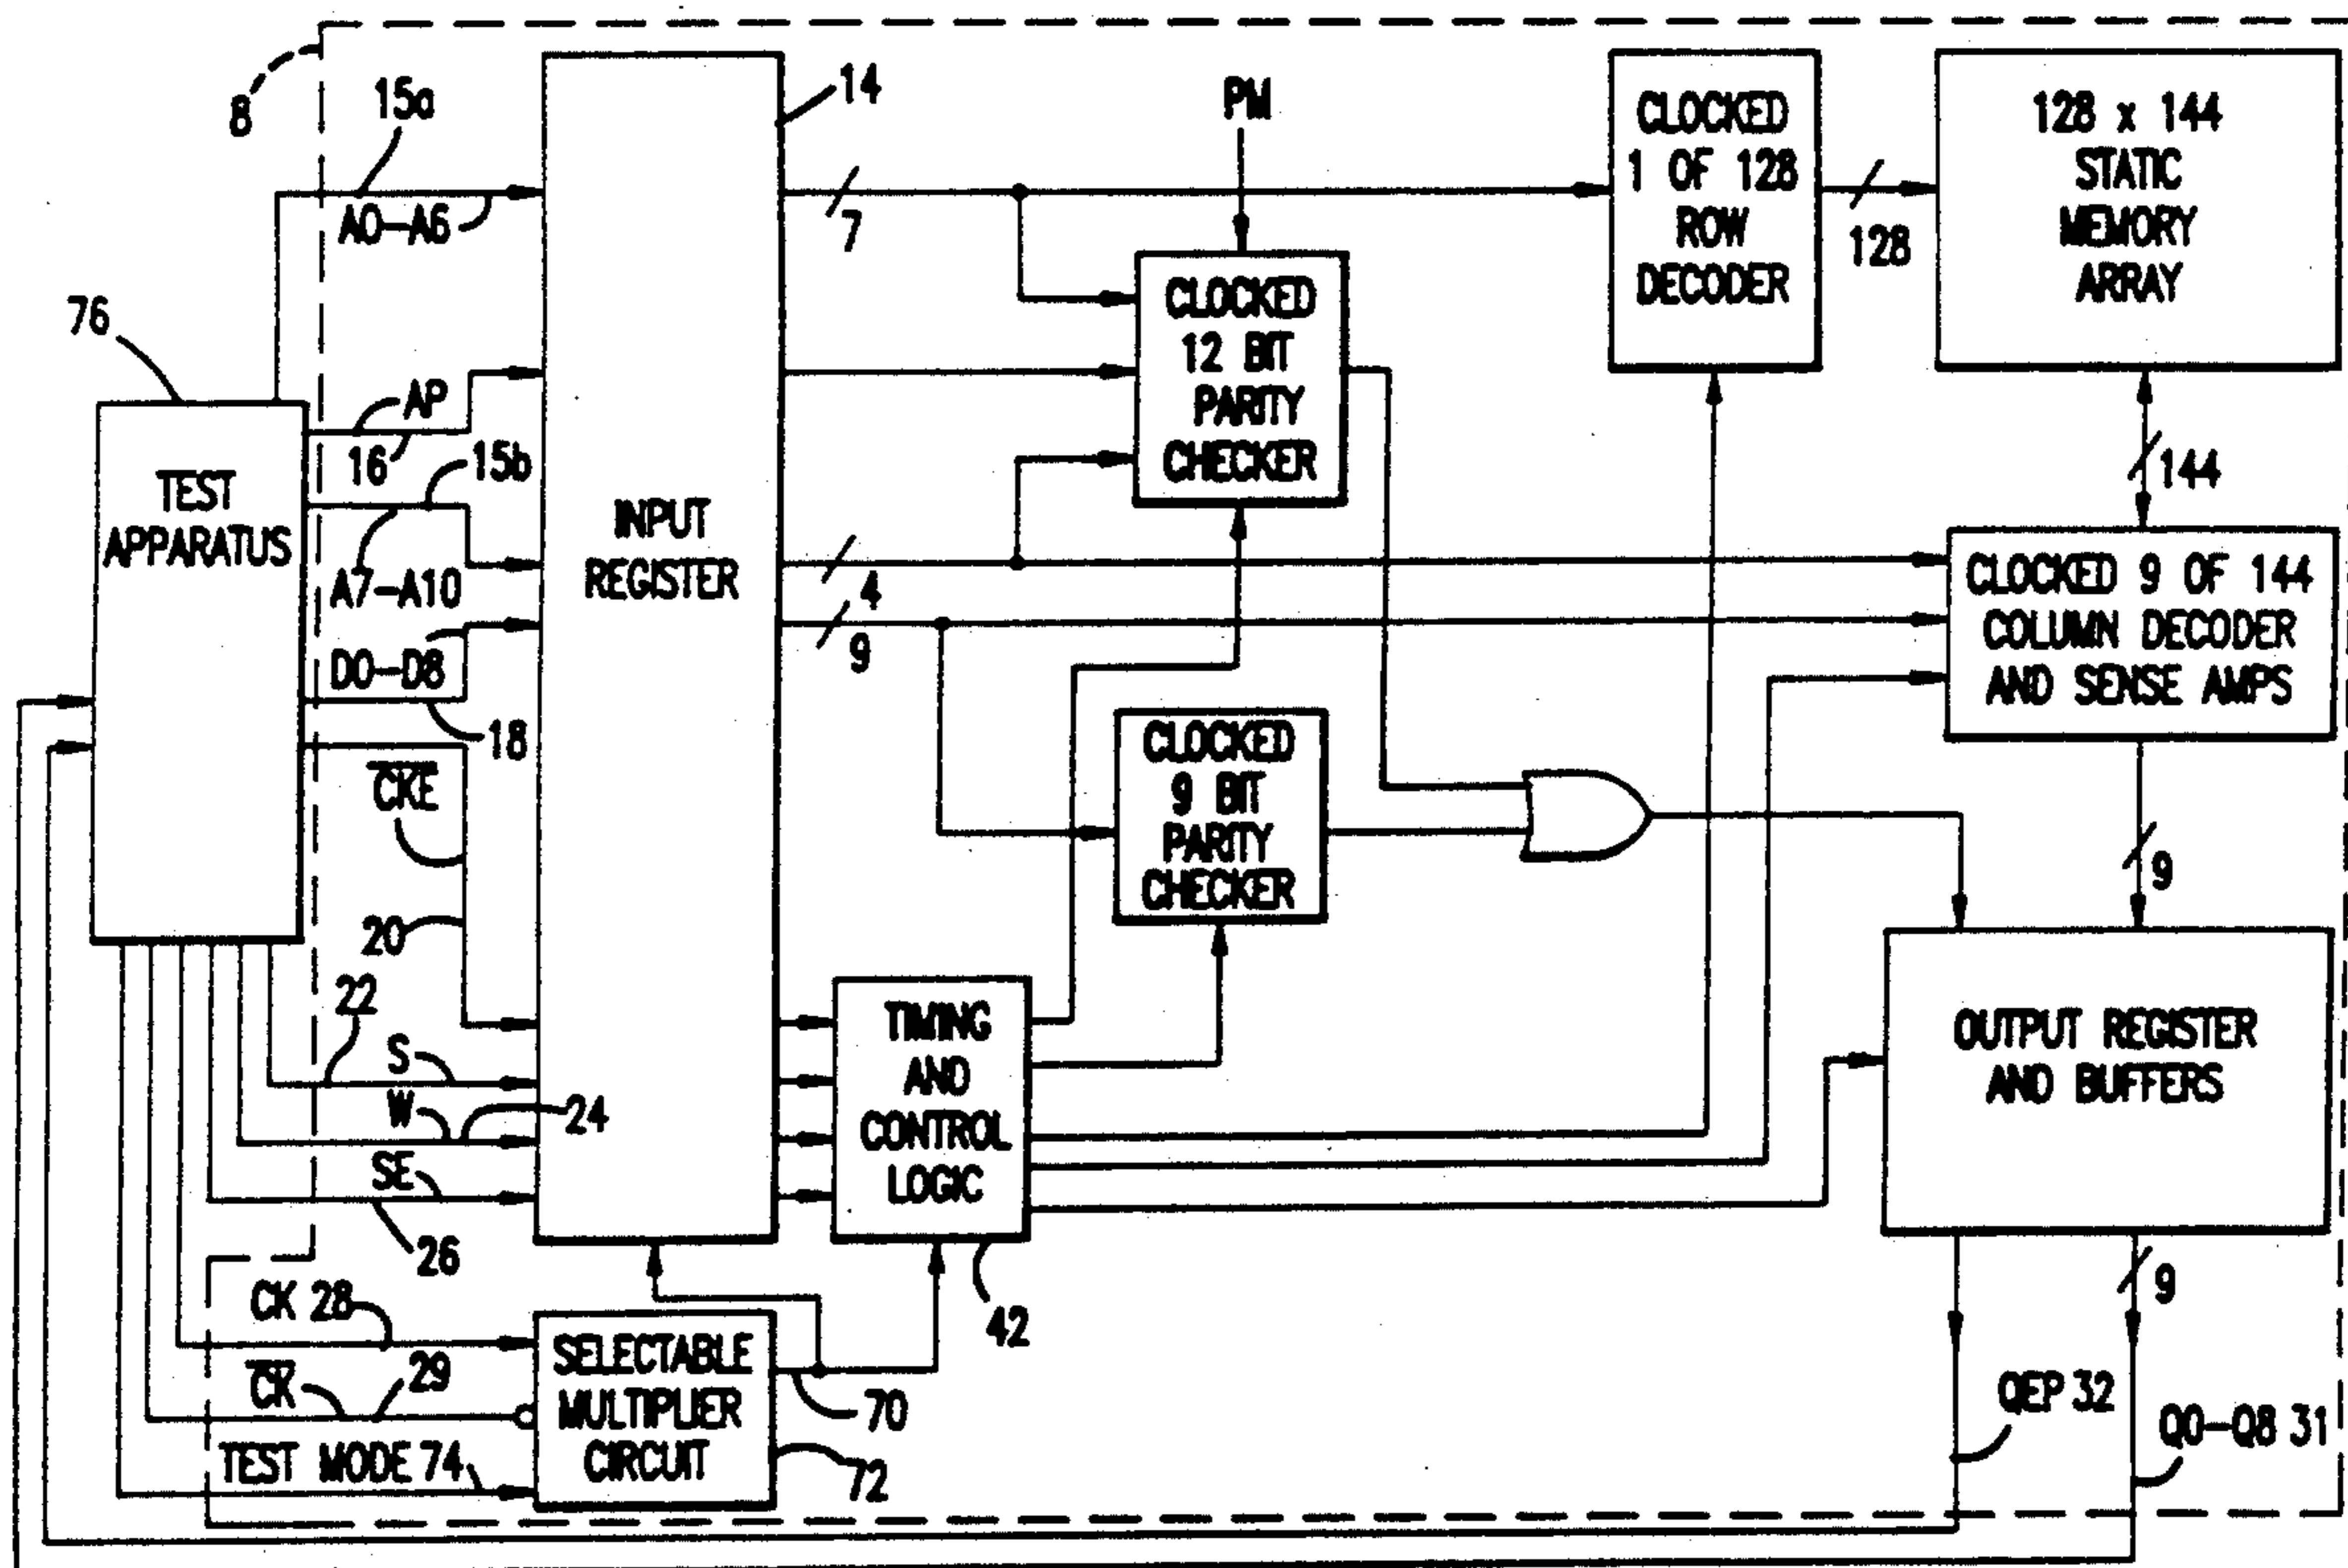 8
15a
A0-A6
14
7
PM
CLOCKED
1 OF 128
ROW
DECODER
128
128 x 144
STATIC
MEMORY
ARRAY
76
TEST
APPARATUS
AP
16
15b
A7-A10
D0-D8
18
CKE
20
22
S
W
24
SE
26
INPUT
REGISTER
CLOCKED
12 BIT
PARITY
CHECKER
4
9
144
CLOCKED 9 OF 144
COLUMN DECODER
AND SENSE AMPS
CLOCKED
9 BIT
PARITY
CHECKER
9
TIMING
AND
CONTROL
LOGIC
42
OUTPUT REGISTER
AND BUFFERS
CK 28
CK
29
TEST MODE 74
SELECTABLE
MULTIPLIER
CIRCUIT
70
72
9
QEP 32
Q0-Q8 31